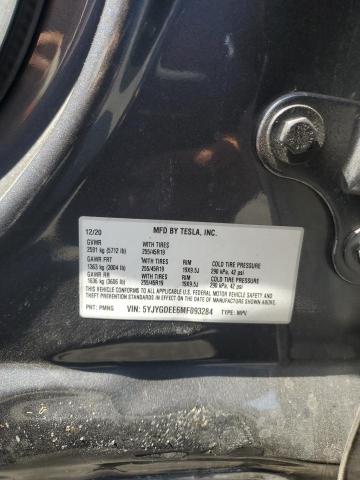 12/20 MFD BY TESLA, INC.
GVWR WITH TIRES
2591 kg (5712 lb) 255/45R19
GAWR FRT WITH TIRES RIM COLD TIRE PRESSURE
1363 kg (3004 lb) 255/45R19 19X9.5J 290 kPa, 42 psi
GAWR RR WITH TIRES RIM COLD TIRE PRESSURE
1636 kg (3606 lb) 255/45R19 19X9.5J 290 kPa, 42 psi
THIS VEHICLE CONFORMS TO ALL APPLICABLE U.S. FEDERAL MOTOR VEHICLE
SAFETY AND THEFT PREVENTION STANDARDS IN EFFECT ON THE
DATE OF MANUFACTURE SHOWN ABOVE.
PNT: PMNG VIN: 5YJYGDEE6MF093284 TYPE: MPV